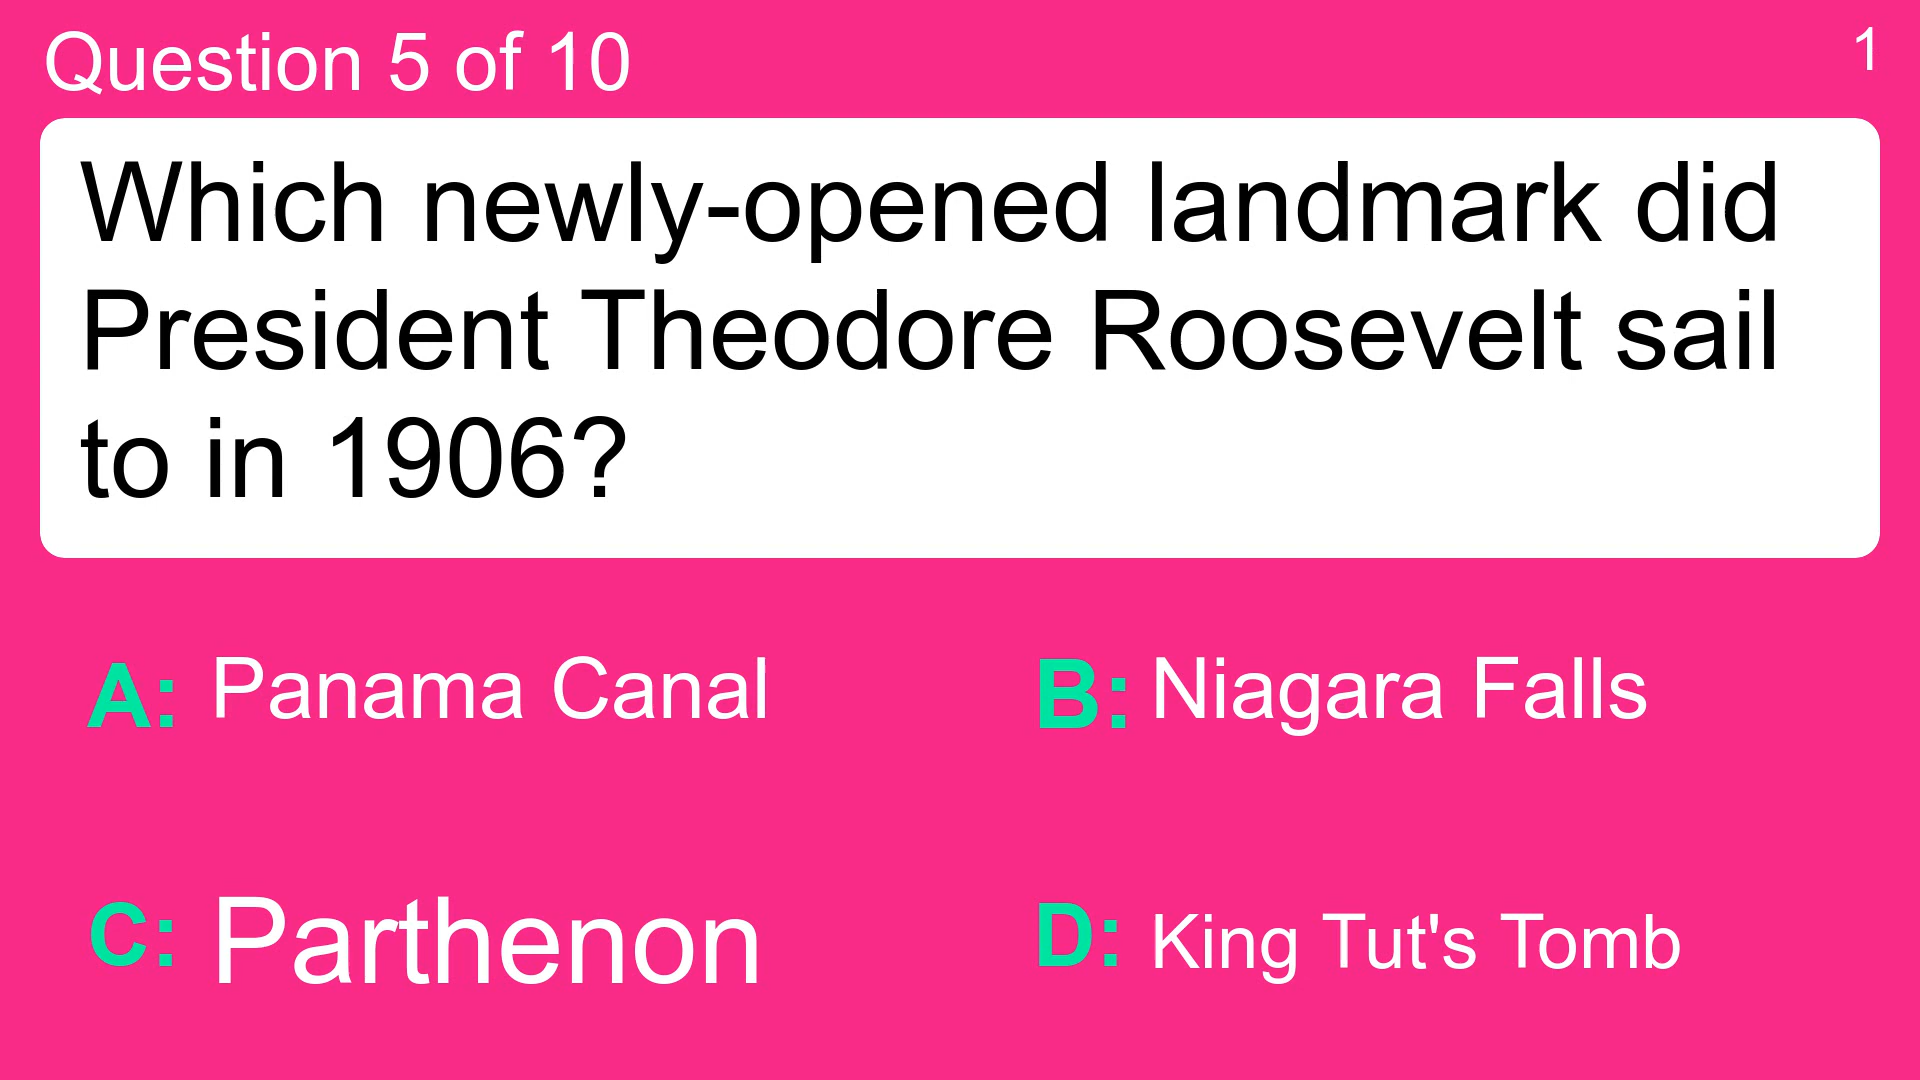 Question 5 of 10
1
Which newly-opened landmark did
President Theodore Roosevelt sail
to in 1906?
A: Panama Canal
B: Niagara Falls
C: Parthenon
D: King Tut's Tomb